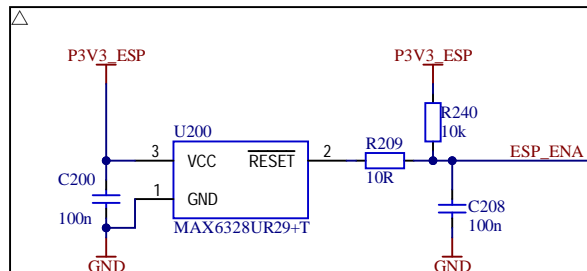 P3V3_ESP
P3V3_ESP
R240
10k
U200
R209
3
VCC
RESET
2
10R
ESP_ENA
C200
100n
1
GND
C208
100n
MAX6328UR29+T
GND
GND